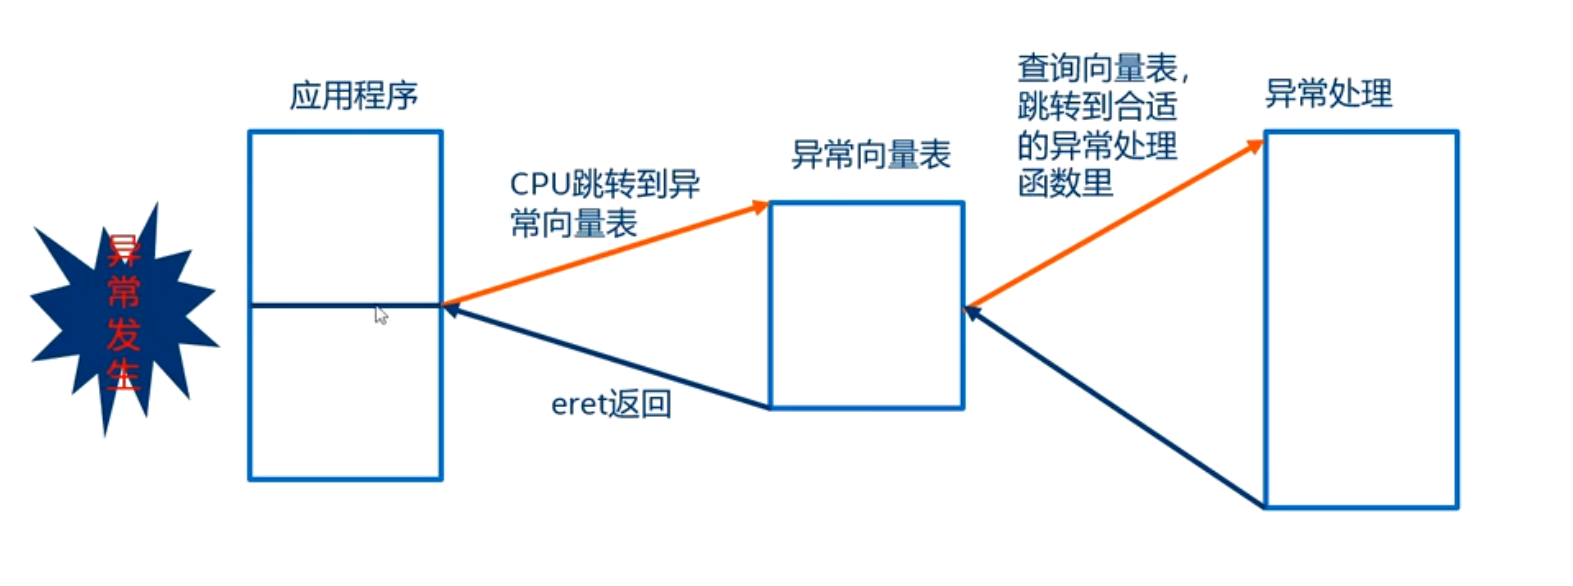 异
常
发
生
应用程序
CPU跳转到异
常向量表
eret返回
异常向量表
查询向量表，
跳转到合适
的异常处理
函数里
异常处理